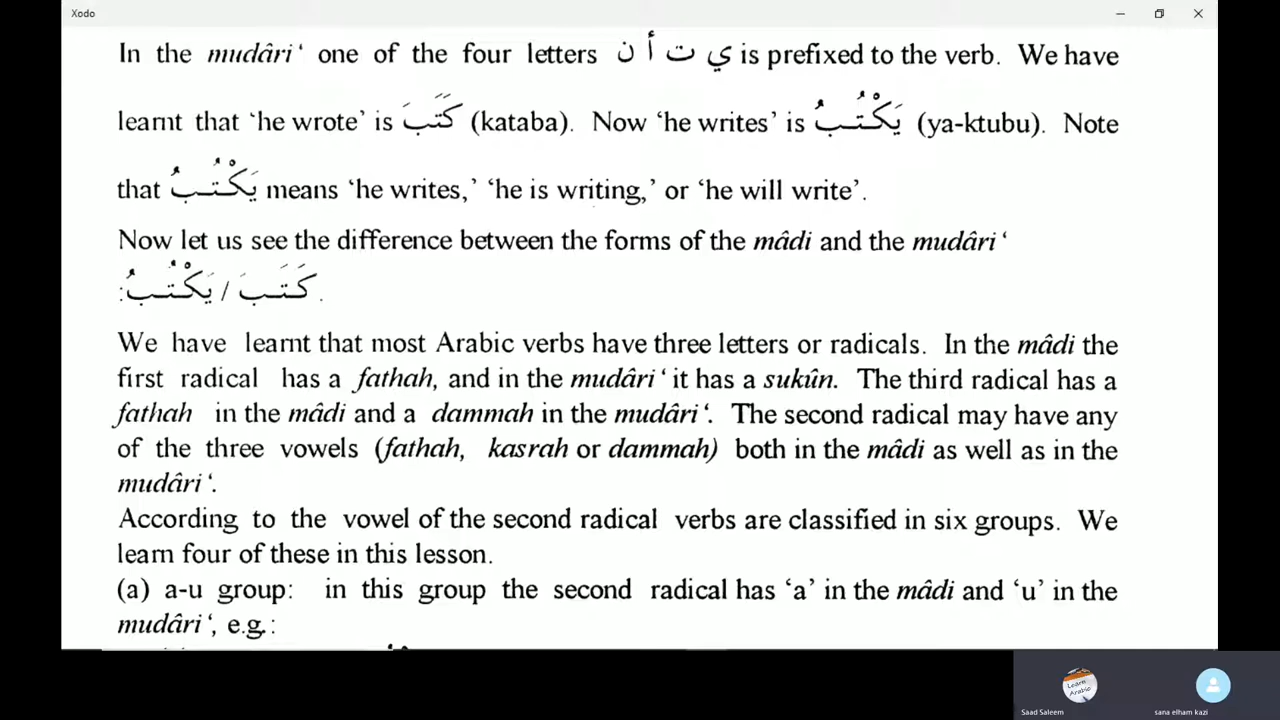 Xodo
In the mudâri‘ one of the four letters ي ت أ ن is prefixed to the verb. We have
learnt that ‘he wrote’ is كَتَبَ (kataba). Now ‘he writes’ is يَكْتُبُ (ya-ktubu). Note
that يَكْتُبُ means ‘he writes,’ ‘he is writing,’ or ‘he will write’.
Now let us see the difference between the forms of the mâdi and the mudâri‘
كَتَبَ / يَكْتُبُ:
We have learnt that most Arabic verbs have three letters or radicals. In the mâdi the
first radical has a fathah, and in the mudâri‘ it has a sukûn. The third radical has a
fathah in the mâdi and a dammah in the mudâri‘. The second radical may have any
of the three vowels (fathah, kasrah or dammah) both in the mâdi as well as in the
mudâri‘.
According to the vowel of the second radical verbs are classified in six groups. We
learn four of these in this lesson.
(a) a-u group: in this group the second radical has ‘a’ in the mâdi and ‘u’ in the
mudâri‘, e.g.:
Learn
Arabic
Saad Saleem
sana elham kazi